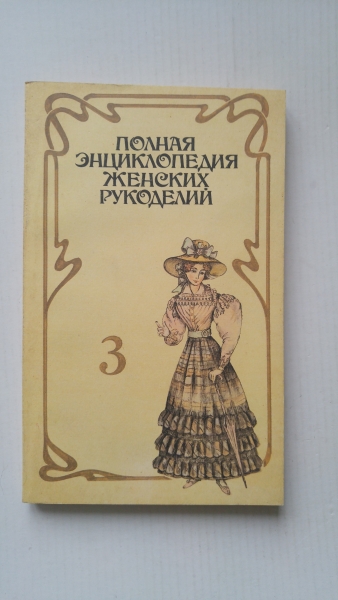 ПОЛНАЯ
ЭНЦИКЛОПЕДИЯ
ЖЕНСКИХ
РУКОДЕЛИЙ
3